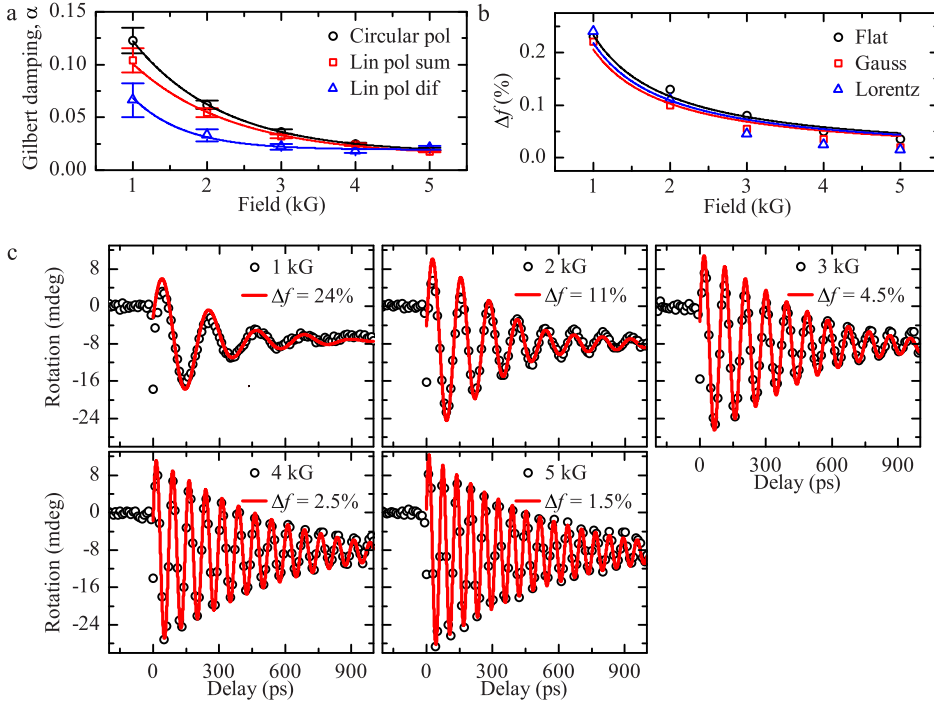 a
Gilbert damping, α
0.15
0.10
0.05
0.00
Circular pol
Lin pol sum
Lin pol dif
1 2 3 4 5
Field (kG)
b
Δf (%)
0.2
0.1
0.0
Flat
Gauss
Lorentz
1 2 3 4 5
Field (kG)
c
Rotation (mdeg)
8
0
-8
-16
-24
1 kG
Δf = 24%
2 kG
Δf = 11%
3 kG
Δf = 4.5%
0 300 600 900
Delay (ps)
Rotation (mdeg)
8
0
-8
-16
-24
4 kG
Δf = 2.5%
0 300 600 900
Delay (ps)
5 kG
Δf = 1.5%
0 300 600 900
Delay (ps)